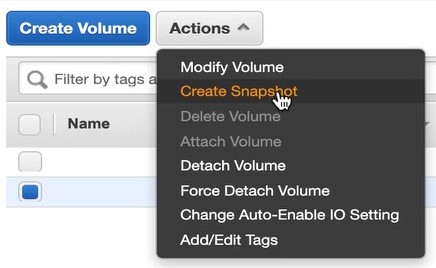 Create Volume Actions
Filter by tags a
Name
Modify Volume
Create Snapshot
Delete Volume
Attach Volume
Detach Volume
Force Detach Volume
Change Auto-Enable IO Setting
Add/Edit Tags